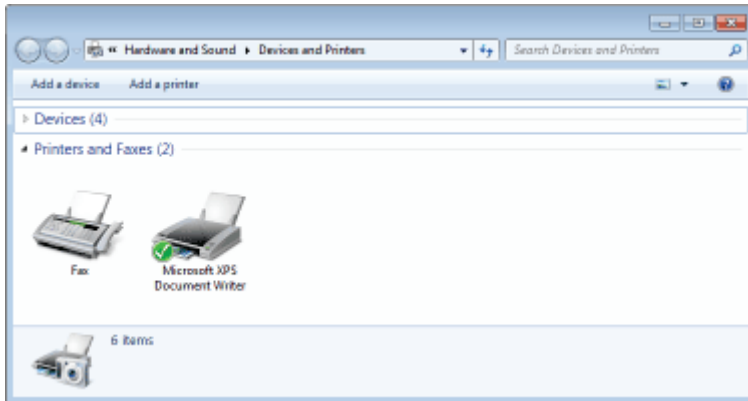 « Hardware and Sound ▸ Devices and Printers
Search Devices and Printers
Add a device Add a printer
Devices (4)
Printers and Faxes (2)
Fax
Microsoft XPS
Document Writer
6 items